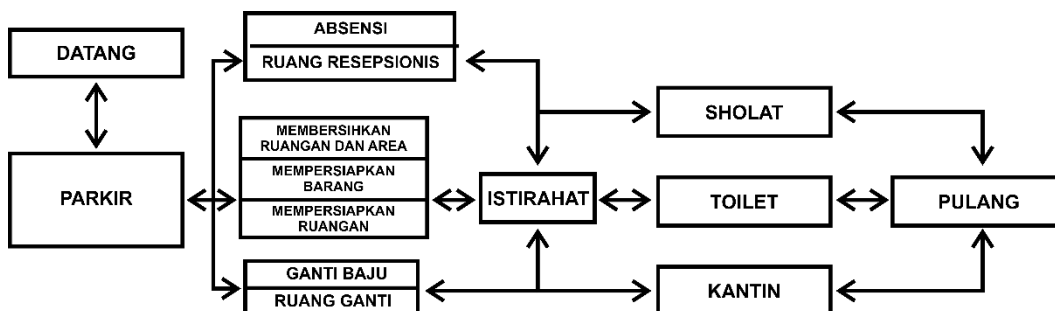 DATANG
PARKIR
ABSENSI
RUANG RESEPSIONIS
MEMBERSIHKAN
RUANGAN DAN AREA
MEMPERSIAPKAN
BARANG
MEMPERSIAPKAN
RUANGAN
GANTI BAJU
RUANG GANTI
ISTIRAHAT
SHOLAT
TOILET
KANTIN
PULANG